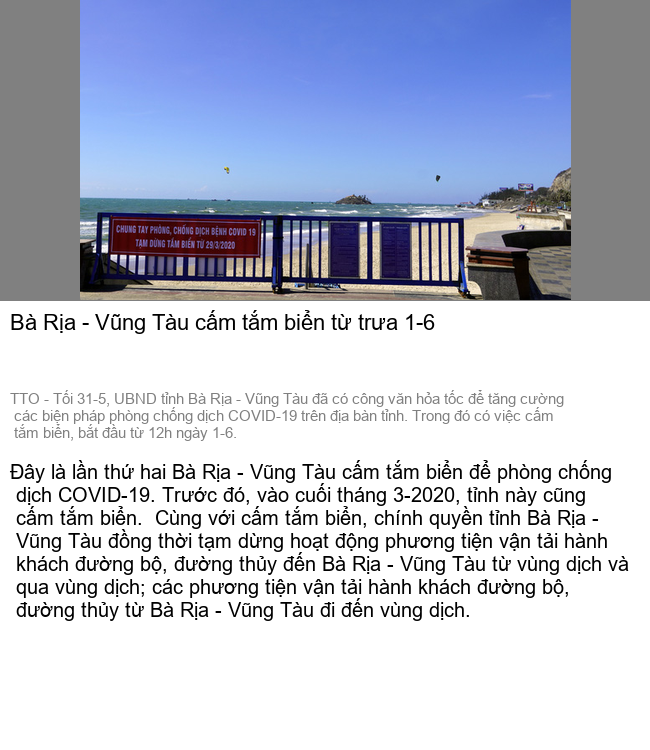 CHUNG TAY PHÒNG, CHỐNG DỊCH BỆNH COVID 19
TẠM DỪNG TẮM BIỂN TỪ 29/3/2020
Bà Rịa - Vũng Tàu cấm tắm biển từ trưa 1-6
TTO - Tối 31-5, UBND tỉnh Bà Rịa - Vũng Tàu đã có công văn hỏa tốc để tăng cường
các biện pháp phòng chống dịch COVID-19 trên địa bàn tỉnh. Trong đó có việc cấm
tắm biển, bắt đầu từ 12h ngày 1-6.
Đây là lần thứ hai Bà Rịa - Vũng Tàu cấm tắm biển để phòng chống
dịch COVID-19. Trước đó, vào cuối tháng 3-2020, tỉnh này cũng
cấm tắm biển.  Cùng với cấm tắm biển, chính quyền tỉnh Bà Rịa -
Vũng Tàu đồng thời tạm dừng hoạt động phương tiện vận tải hành
khách đường bộ, đường thủy đến Bà Rịa - Vũng Tàu từ vùng dịch và
qua vùng dịch; các phương tiện vận tải hành khách đường bộ,
đường thủy từ Bà Rịa - Vũng Tàu đi đến vùng dịch.